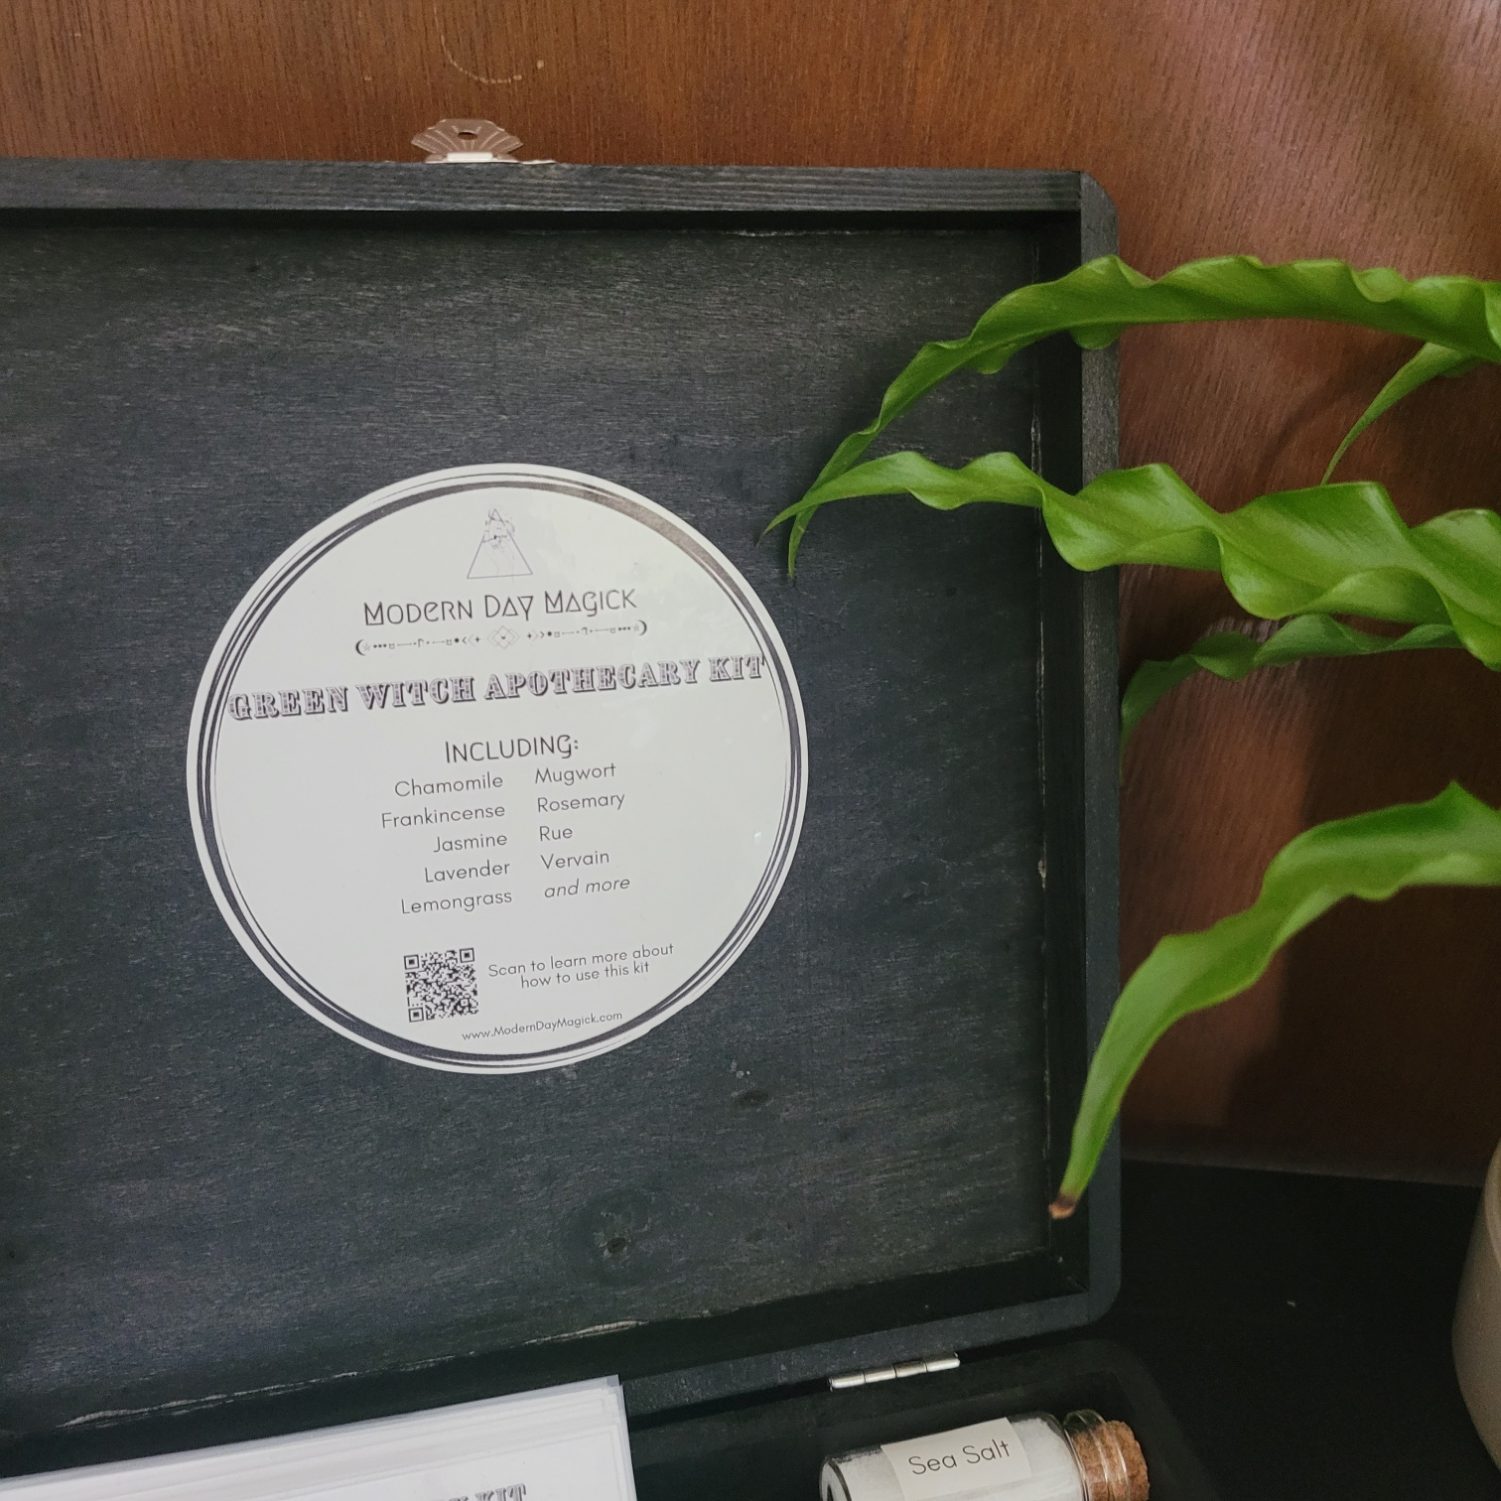 Modern Day Magick
Green Witch Apothecary Kit
Including:
Chamomile Mugwort
Frankincense Rosemary
Jasmine Rue
Lavender Vervain
Lemongrass and more
Scan to learn more about
how to use this kit
www.ModernDayMagick.com
Kit
Sea Salt